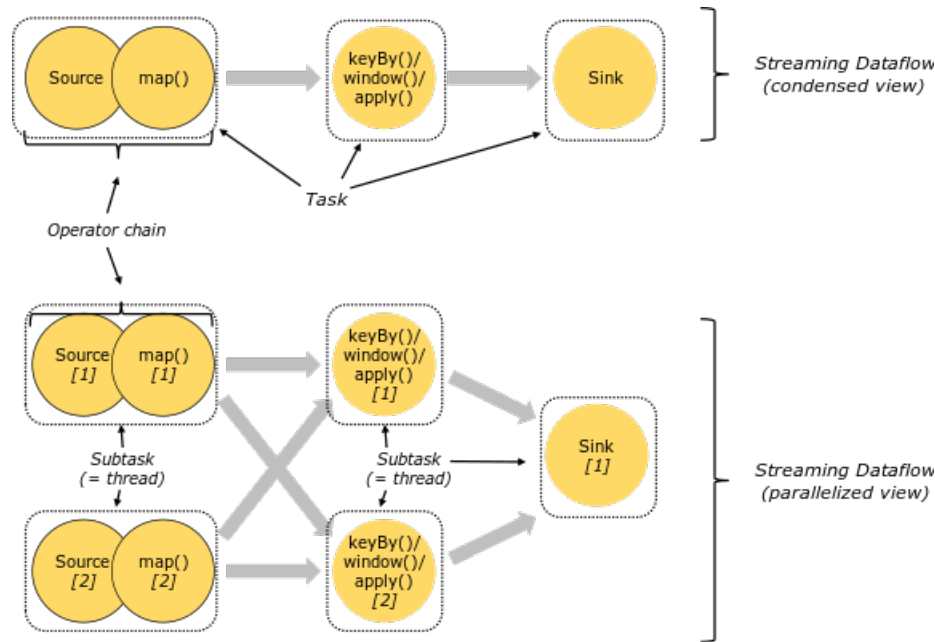 Source
map()
keyBy()/
window()/
apply()
Sink
Streaming Dataflow
(condensed view)
Task
Operator chain
Source
[1]
map()
[1]
keyBy()/
window()/
apply()
[1]
Sink
[1]
Subtask
(= thread)
Subtask
(= thread)
Streaming Dataflow
(parallelized view)
Source
[2]
map()
[2]
keyBy()/
window()/
apply()
[2]